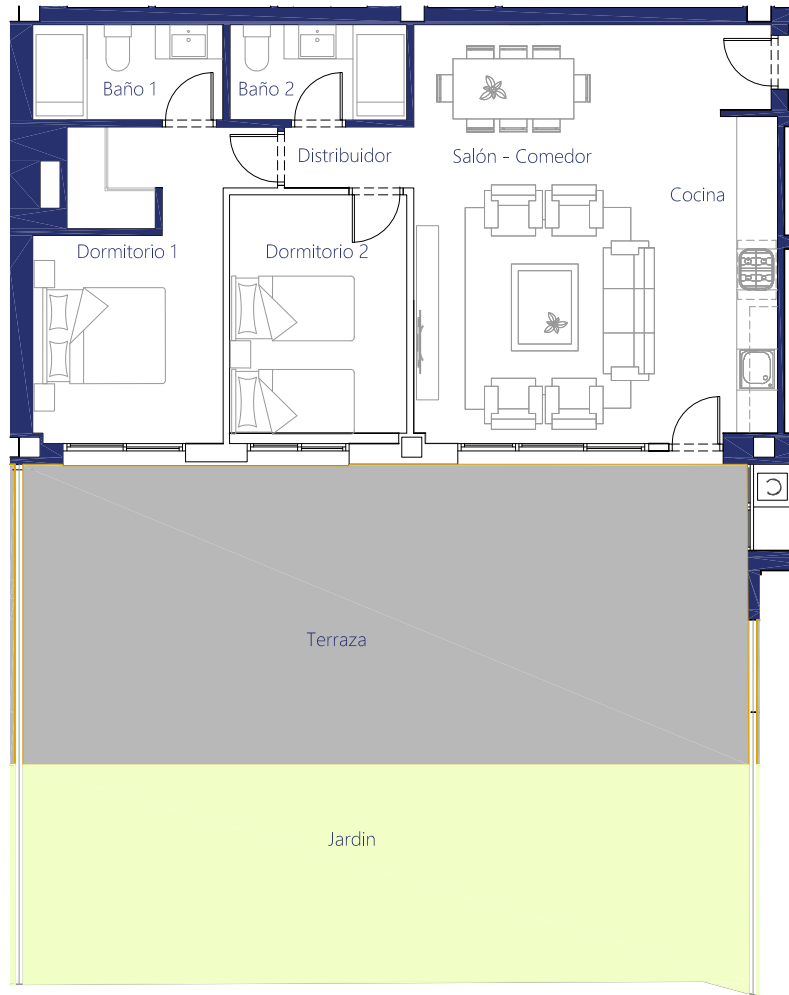 Baño 1
Baño 2
Distribuidor
Salón - Comedor
Cocina
Dormitorio 1
Dormitorio 2
Terraza
Jardin